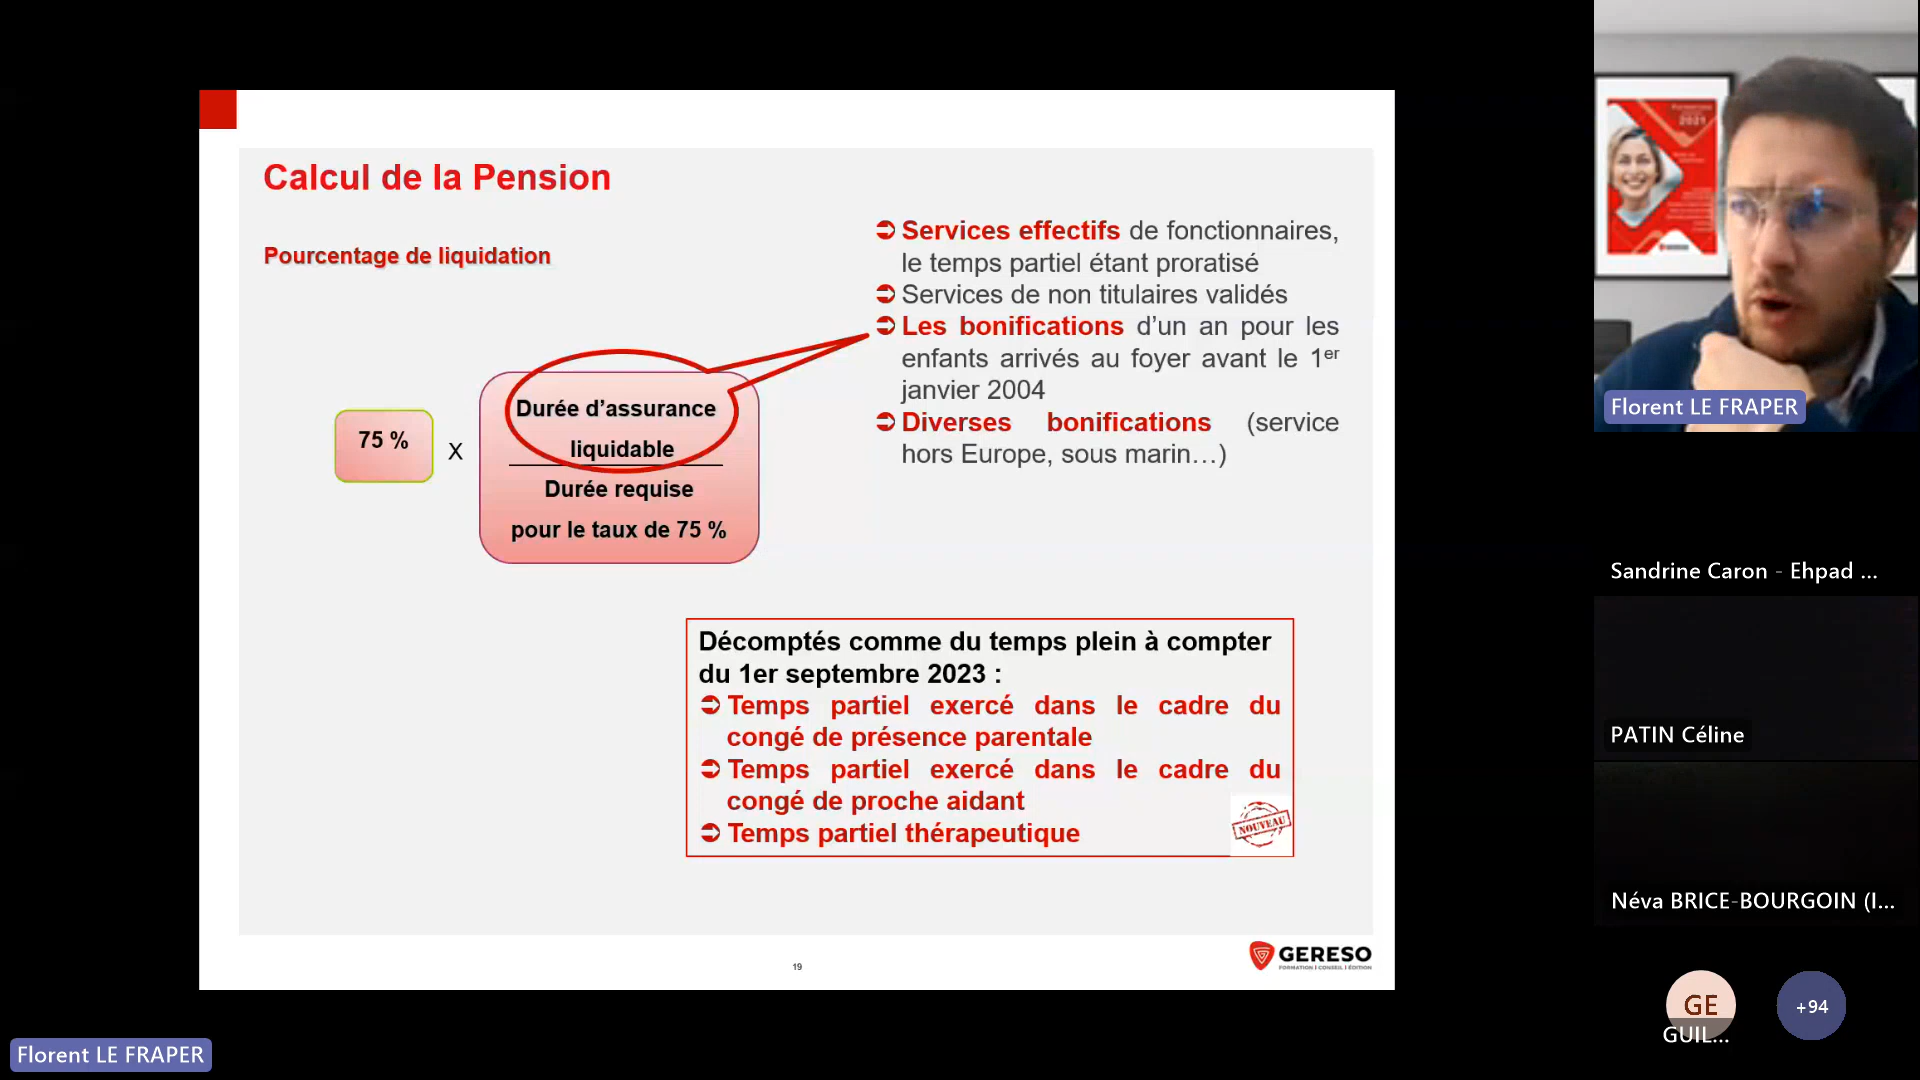 Calcul de la Pension
Pourcentage de liquidation
75 %
X
Durée d’assurance
liquidable
Durée requise
pour le taux de 75 %
Services effectifs de fonctionnaires,
le temps partiel étant proratisé
Services de non titulaires validés
Les bonifications d’un an pour les
enfants arrivés au foyer avant le 1er
janvier 2004
Diverses bonifications (service
hors Europe, sous marin…)
Décomptés comme du temps plein à compter
du 1er septembre 2023 :
Temps partiel exercé dans le cadre du
congé de présence parentale
Temps partiel exercé dans le cadre du
congé de proche aidant
Temps partiel thérapeutique
NOUVEAU
19
GERESO
FORMATION | CONSEIL | ÉDITION
Florent LE FRAPER
2021
Florent LE FRAPER
Sandrine Caron - Ehpad ...
PATIN Céline
Néva BRICE-BOURGOIN (I...
GE
GUIL...
+94